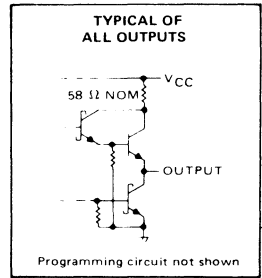 TYPICAL OF
ALL OUTPUTS
VCC
58 Ω NOM
OUTPUT
Programming circuit not shown